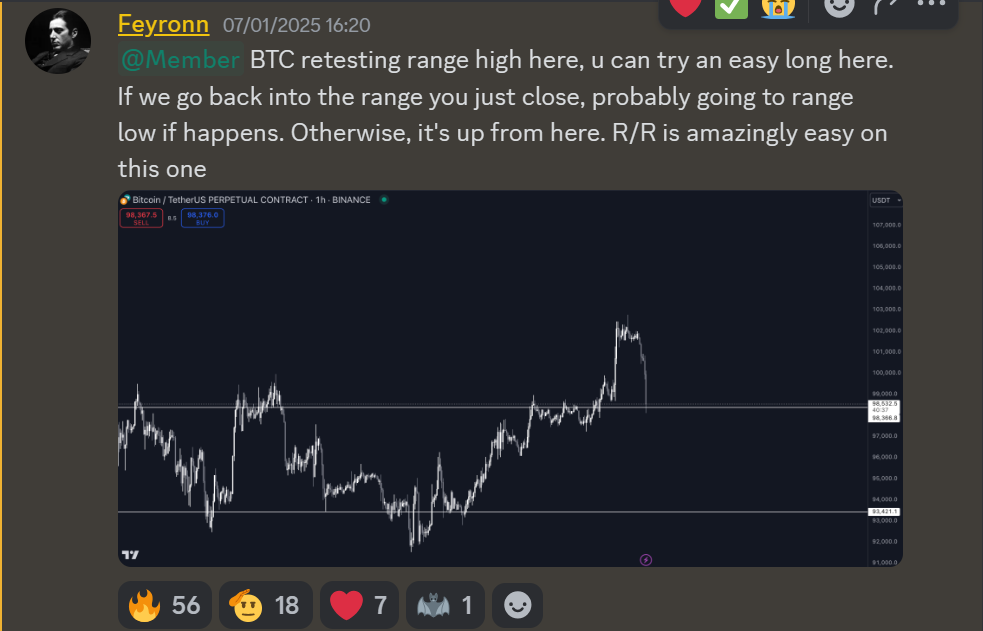 Feyronn 07/01/2025 16:20
@Member BTC retesting range high here, u can try an easy long here.
If we go back into the range you just close, probably going to range
low if happens. Otherwise, it's up from here. R/R is amazingly easy on
this one
Bitcoin / TetherUS PERPETUAL CONTRACT · 1h · BINANCE
USDT
98,367.5
SELL
8.5
98,376.0
BUY
107,000.0
106,000.0
105,000.0
104,000.0
103,000.0
102,000.0
101,000.0
100,000.0
99,000.0
98,532.5
40:37
98,366.8
97,000.0
96,000.0
95,000.0
94,000.0
93,421.1
93,000.0
92,000.0
91,000.0
56 18 7 1